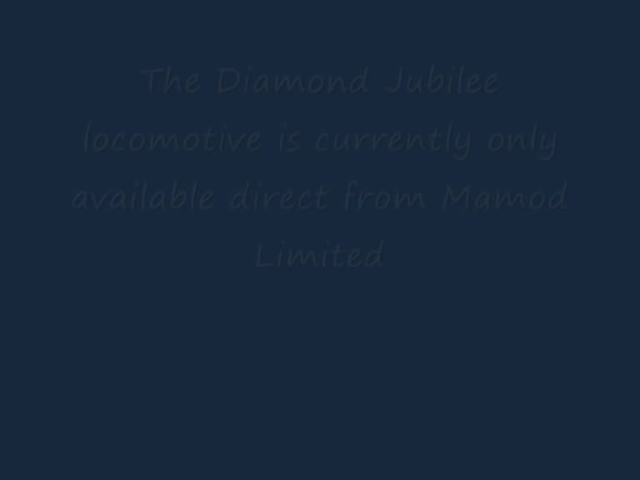 The Diamond Jubilee
locomotive is currently only
available direct from Mamod
Limited